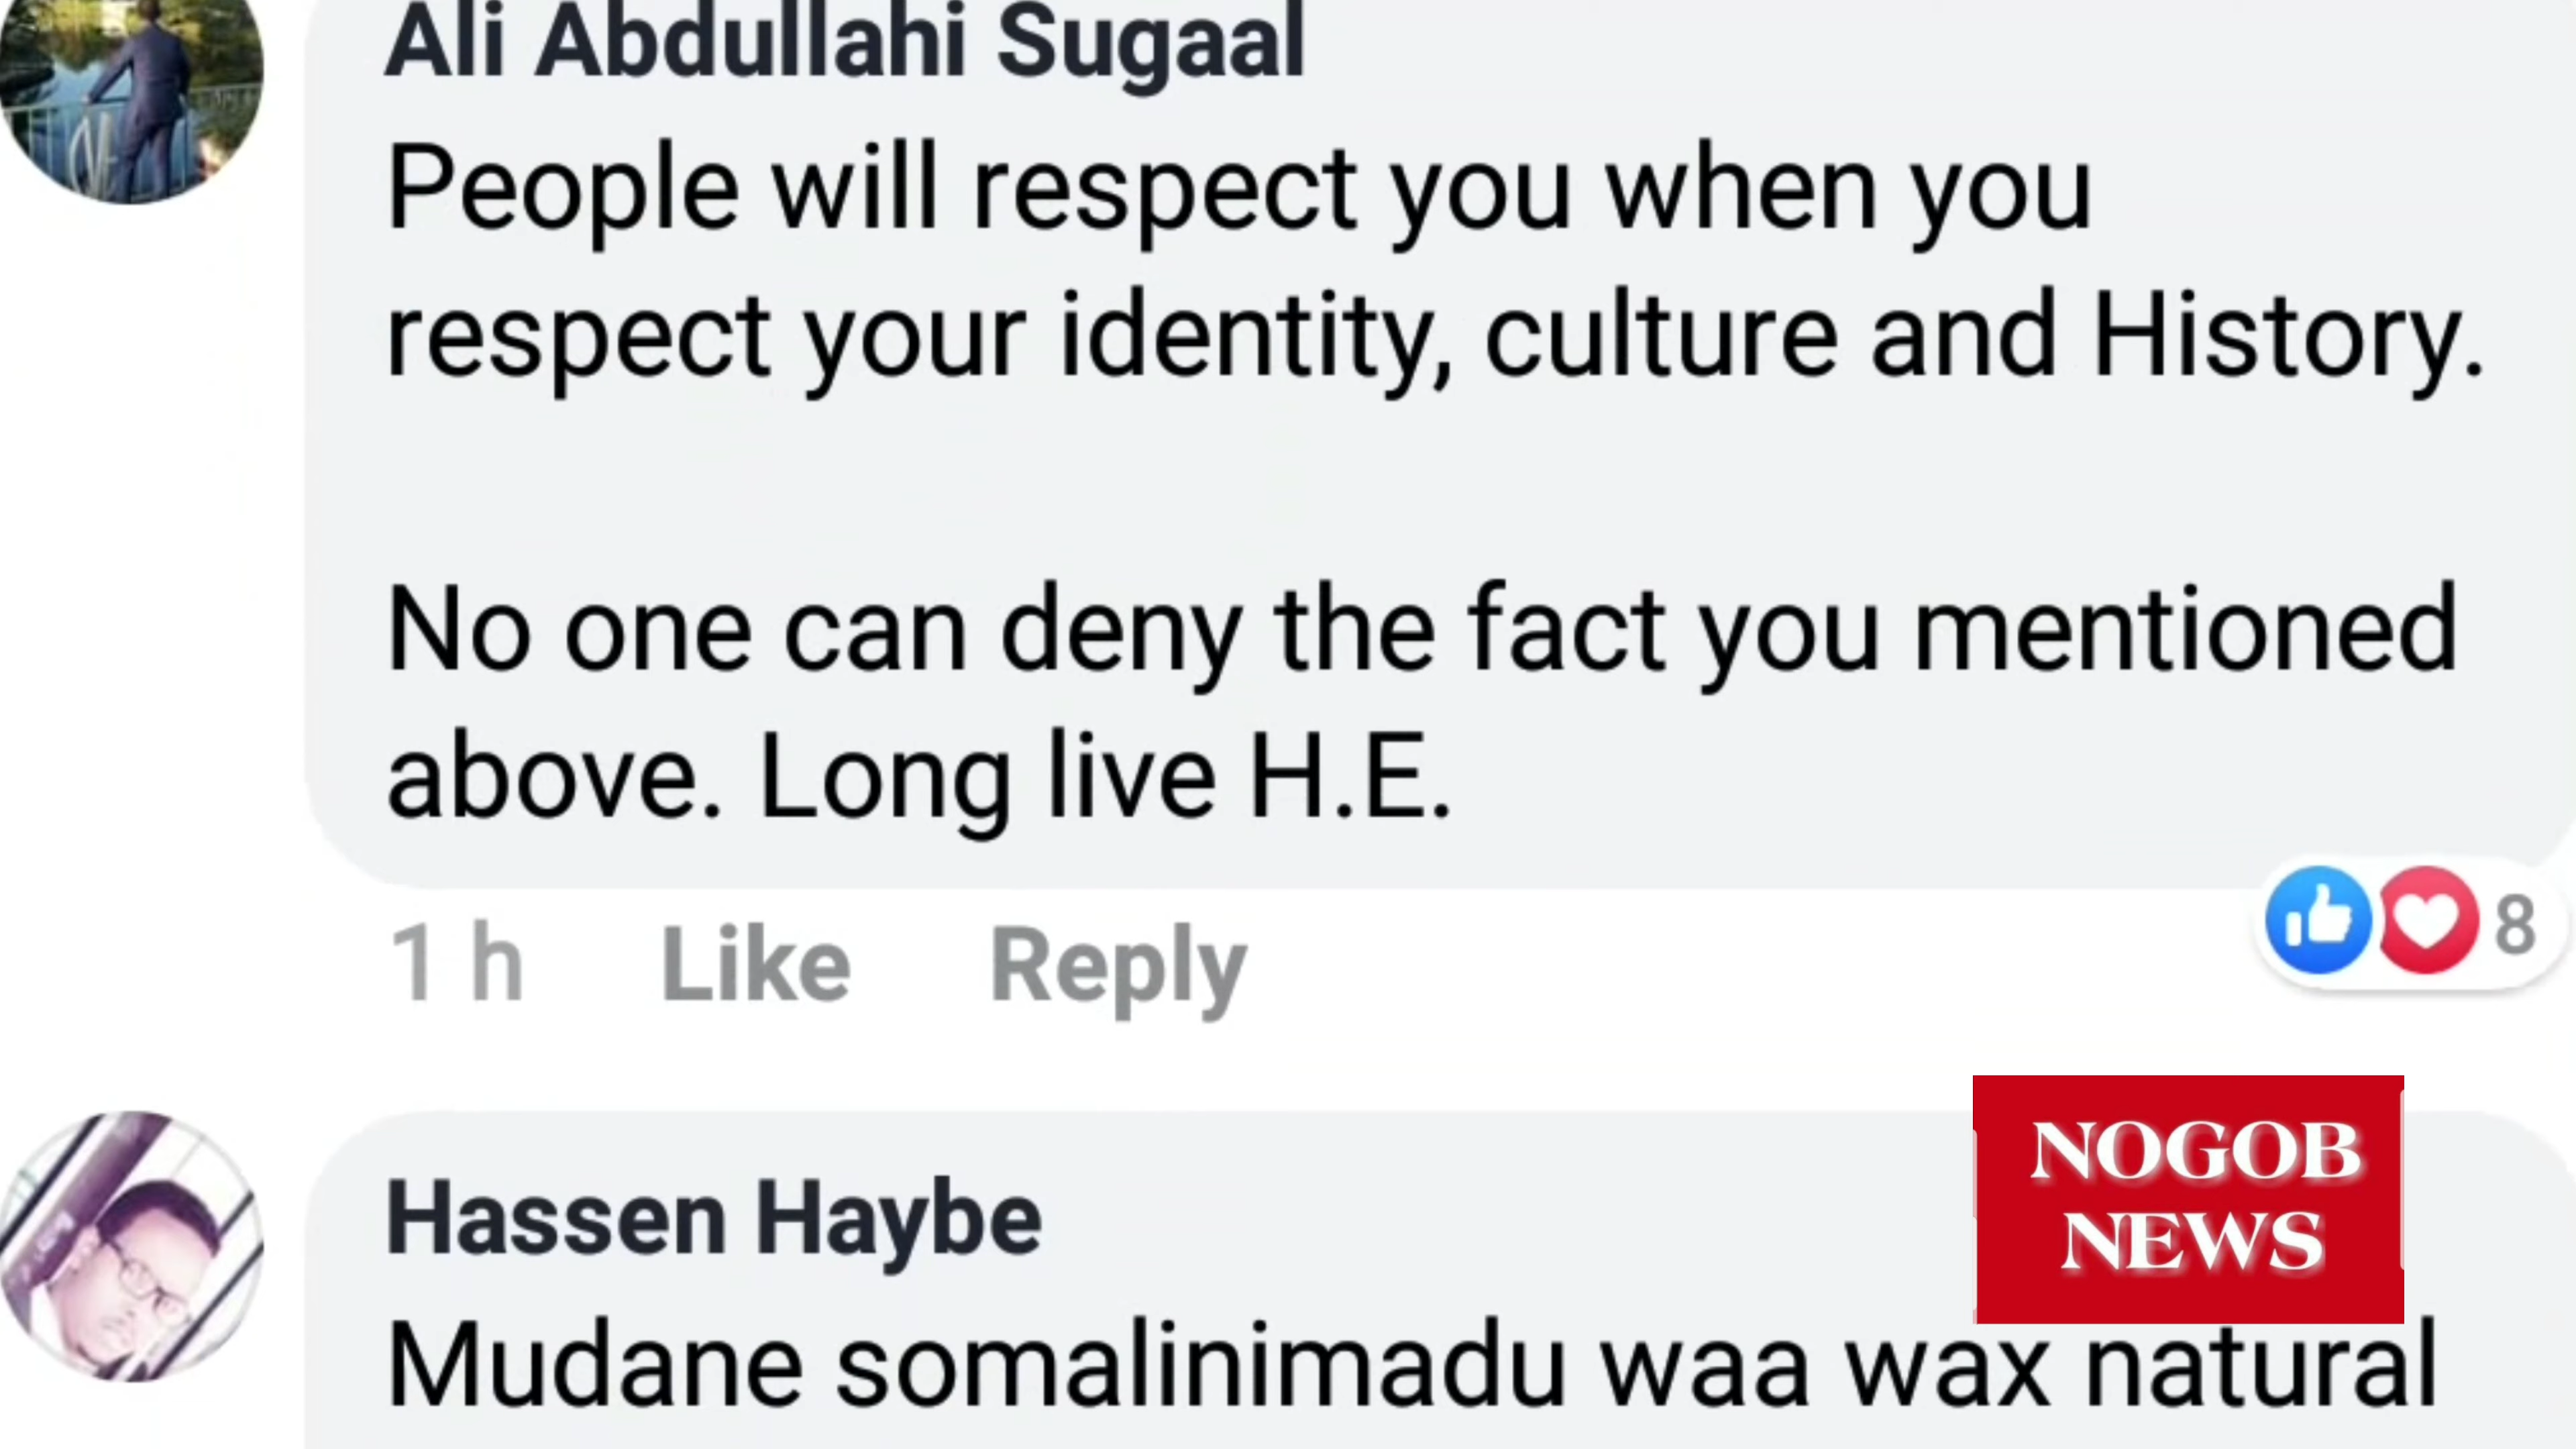 Ali Abdullahi Sugaal
People will respect you when you
respect your identity, culture and History.
No one can deny the fact you mentioned
above. Long live H.E.
1 h Like Reply 8
NOGOB
NEWS
Hassen Haybe
Mudane somalinimadu waa wax natural